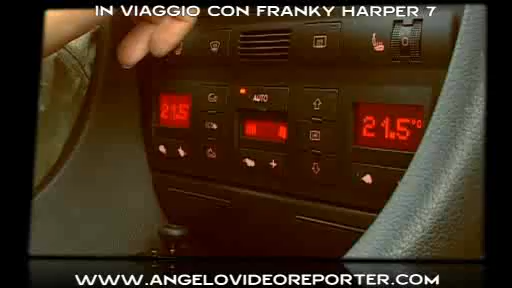 IN VIAGGIO CON FRANKY HARPER 7
AUTO
21.5
21.5°C
WWW.ANGELOVIDEOREPORTER.COM